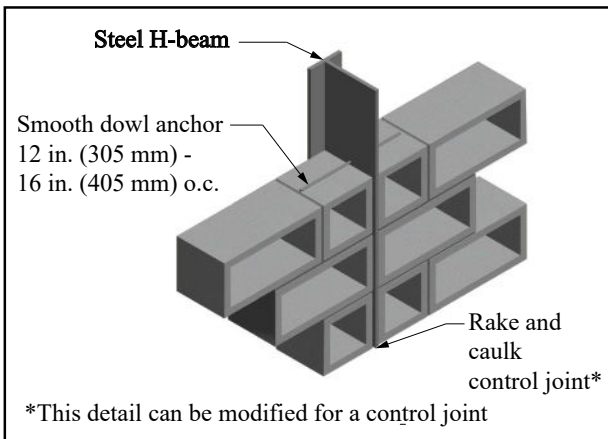 Steel H-beam
Smooth dowl anchor
12 in. (305 mm) -
16 in. (405 mm) o.c.
Rake and
caulk
control joint*
*This detail can be modified for a control joint